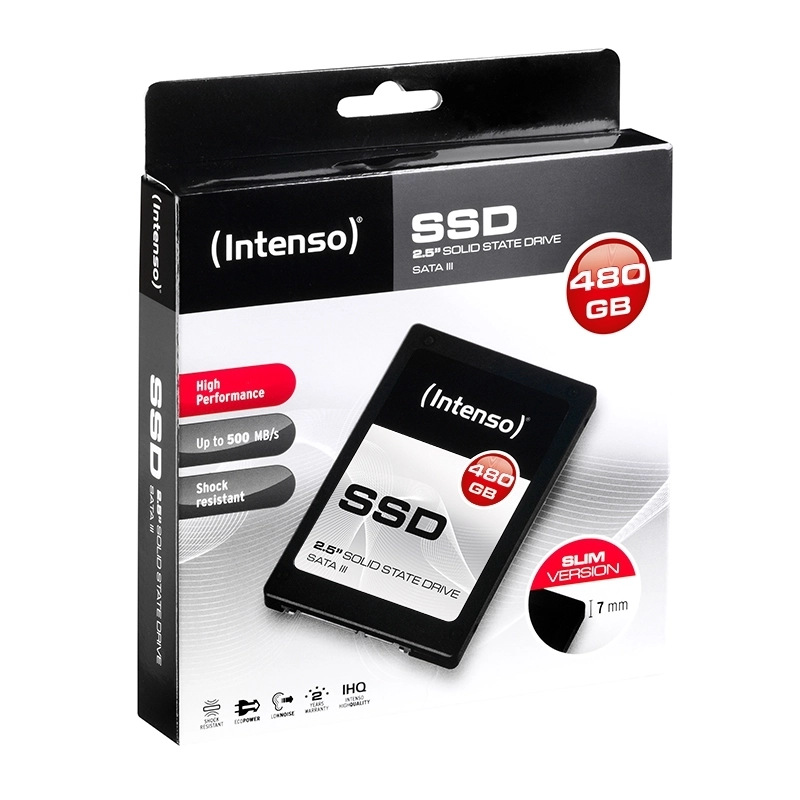 (Intenso)®
SSD
2.5” SOLID STATE DRIVE
SATA III
480
GB
(Intenso)®
SSD
2.5” SOLID STATE DRIVE
SATA III
High
Performance
Up to 500 MB/s
Shock
resistant
(Intenso)®
480
GB
SSD
2.5” SOLID STATE DRIVE
SATA III
SLIM
VERSION
7 mm
SHOCK
RESISTANT
ECOPOWER
LOWNOISE
2
YEARS
WARRANTY
IHQ
INTENSO
HIGHQUALITY